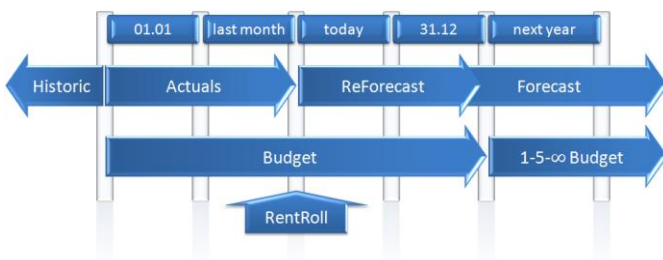 01.01 last month today 31.12 next year
Historic Actuals ReForecast Forecast
Budget 1-5-∞ Budget
RentRoll